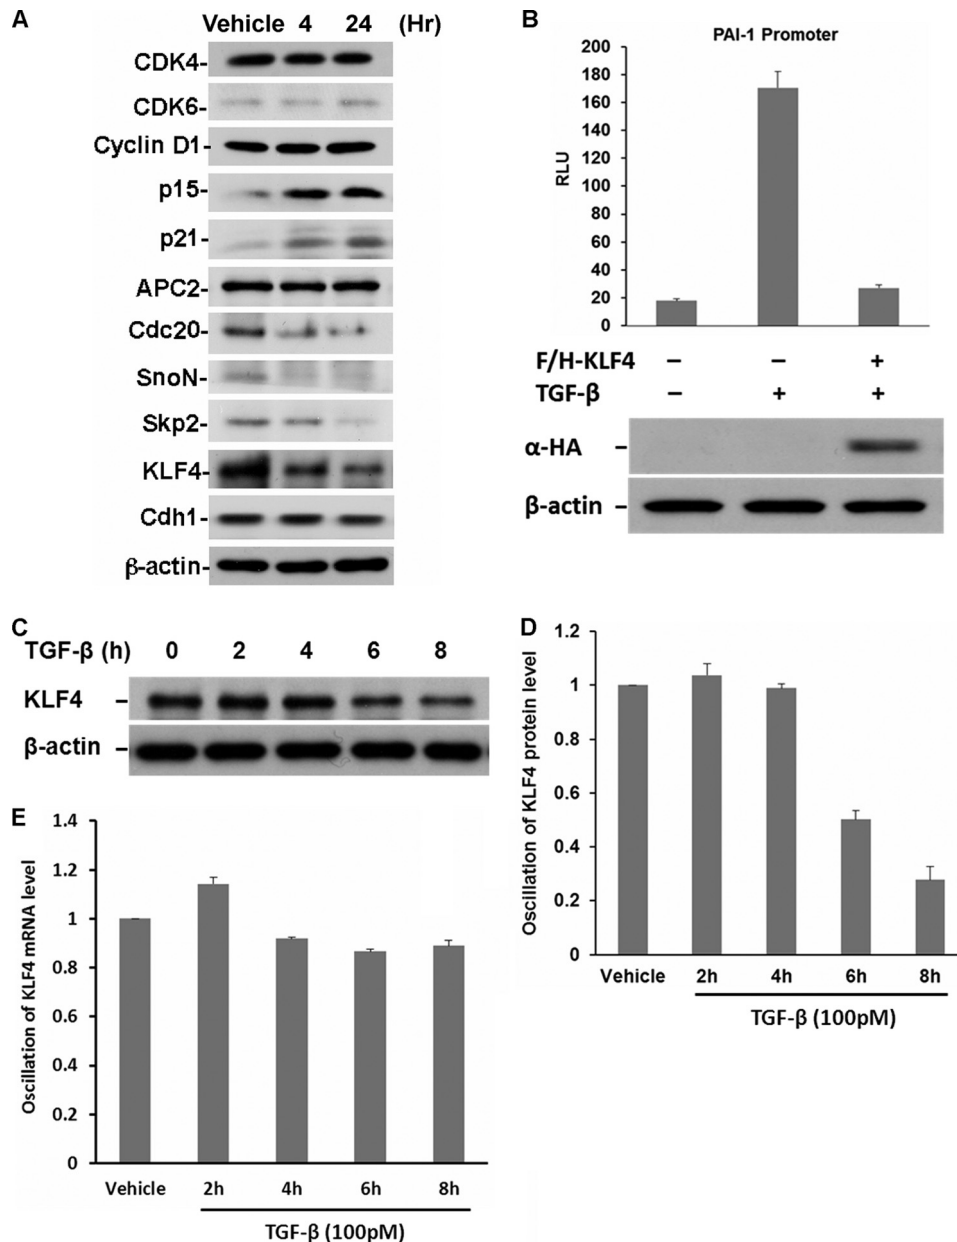 A
Vehicle 4 24 (Hr)
CDK4-
CDK6-
Cyclin D1-
p15-
p21-
APC2-
Cdc20-
SnoN-
Skp2-
KLF4-
Cdh1-
β-actin-
B
PAI-1 Promoter
RLU
200
180
160
140
120
100
80
60
40
20
0
F/H-KLF4 – – +
TGF-β – + +
α-HA –
β-actin –
C
TGF-β (h) 0 2 4 6 8
KLF4 –
β-actin –
D
Oscillation of KLF4 protein level
1.2
1
0.8
0.6
0.4
0.2
0
Vehicle 2h 4h 6h 8h
TGF-β (100pM)
E
Oscillation of KLF4 mRNA level
1.4
1.2
1
0.8
0.6
0.4
0.2
0
Vehicle 2h 4h 6h 8h
TGF-β (100pM)